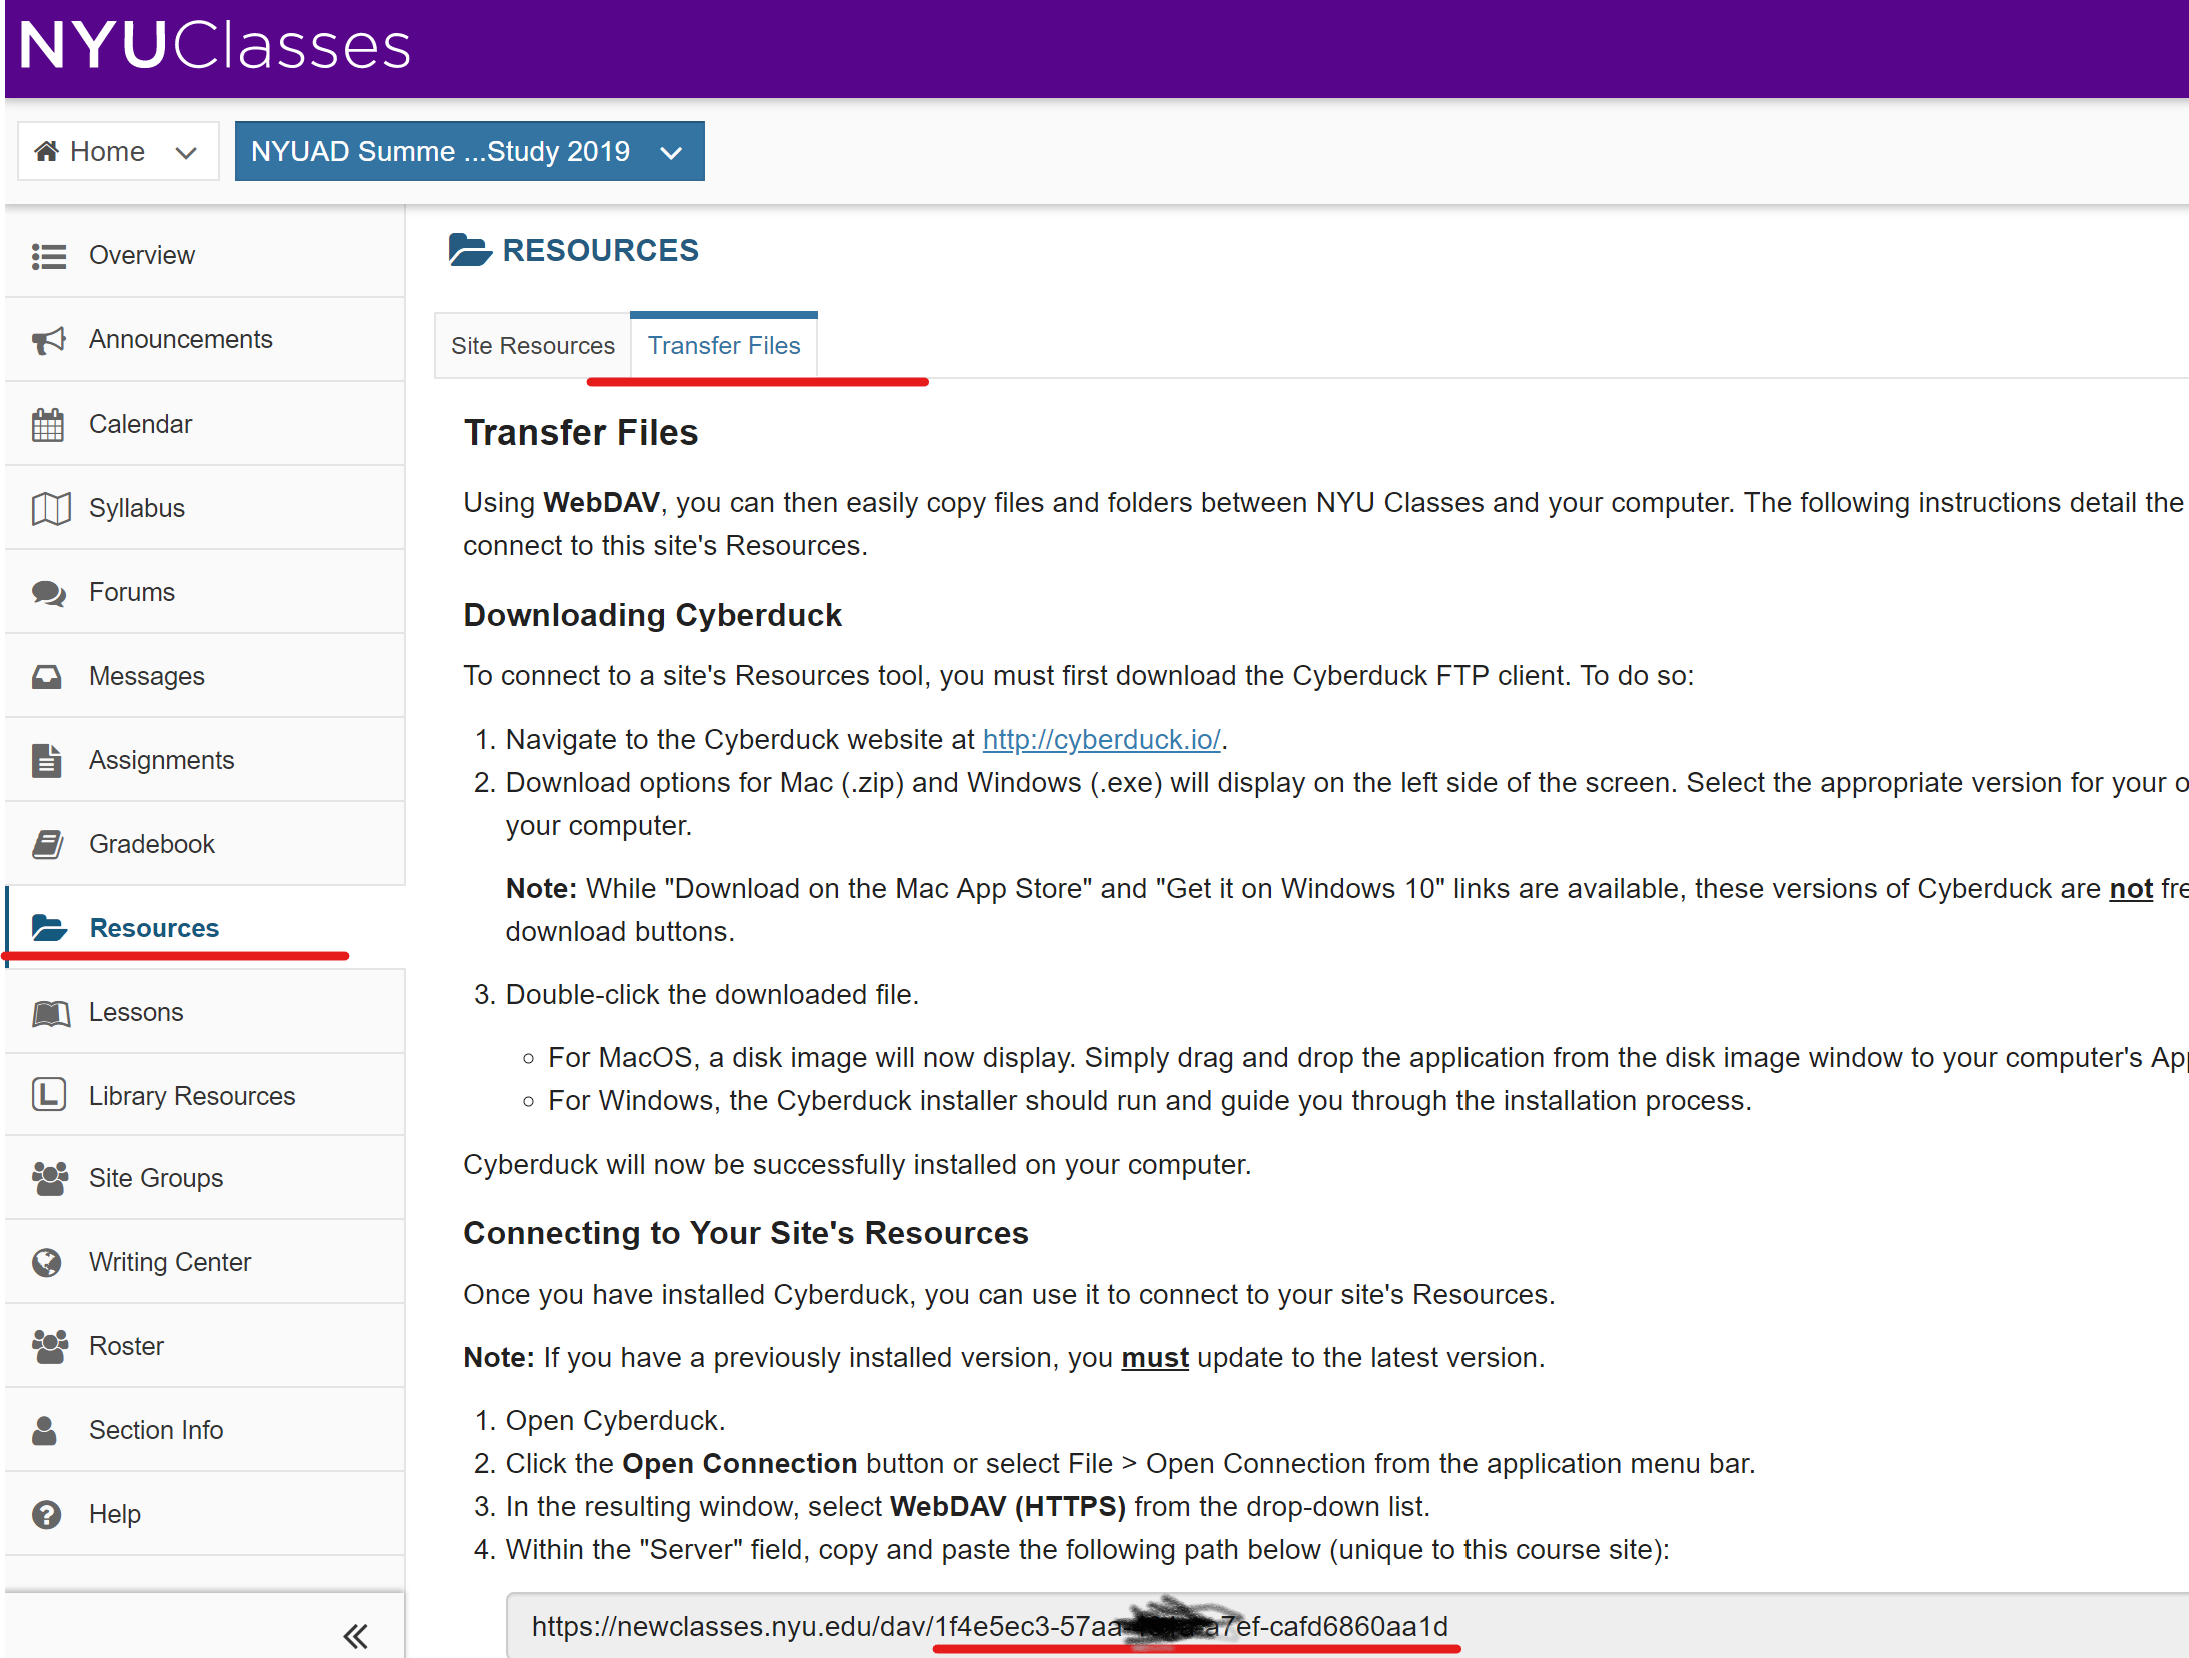 NYUClasses
Home
NYUAD Summe ...Study 2019
Overview
Announcements
Calendar
Syllabus
Forums
Messages
Assignments
Gradebook
Resources
Lessons
Library Resources
Site Groups
Writing Center
Roster
Section Info
Help
RESOURCES
Site Resources
Transfer Files
Transfer Files
Using WebDAV, you can then easily copy files and folders between NYU Classes and your computer. The following instructions detail the
connect to this site's Resources.
Downloading Cyberduck
To connect to a site's Resources tool, you must first download the Cyberduck FTP client. To do so:
1. Navigate to the Cyberduck website at http://cyberduck.io/.
2. Download options for Mac (.zip) and Windows (.exe) will display on the left side of the screen. Select the appropriate version for your
your computer.
Note: While "Download on the Mac App Store" and "Get it on Windows 10" links are available, these versions of Cyberduck are not
download buttons.
3. Double-click the downloaded file.
For MacOS, a disk image will now display. Simply drag and drop the application from the disk image window to your computer's
For Windows, the Cyberduck installer should run and guide you through the installation process.
Cyberduck will now be successfully installed on your computer.
Connecting to Your Site's Resources
Once you have installed Cyberduck, you can use it to connect to your site's Resources.
Note: If you have a previously installed version, you must update to the latest version.
1. Open Cyberduck.
2. Click the Open Connection button or select File > Open Connection from the application menu bar.
3. In the resulting window, select WebDAV (HTTPS) from the drop-down list.
4. Within the "Server" field, copy and paste the following path below (unique to this course site):
https://newclasses.nyu.edu/dav/1f4e5ec3-57aa- a7ef-cafd6860aa1d